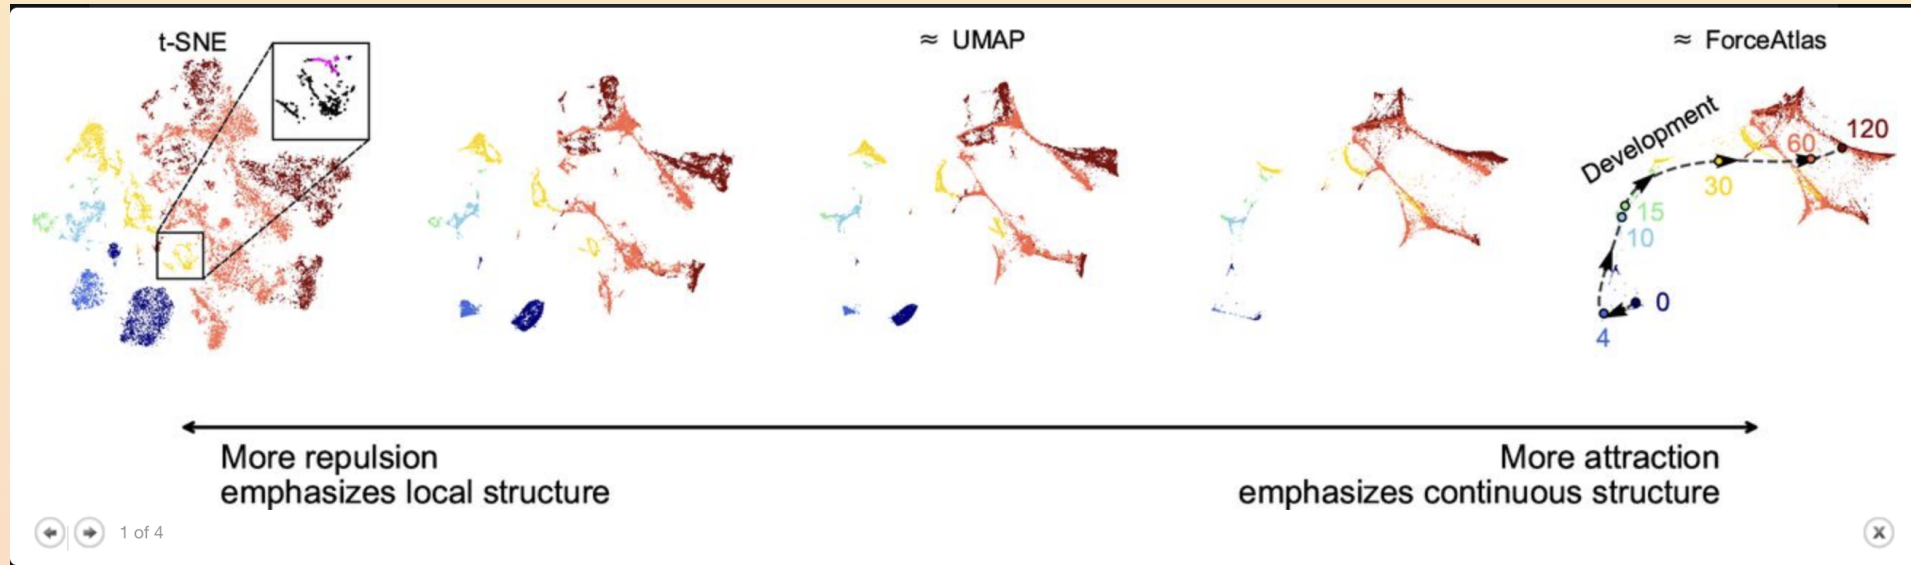 t-SNE
≈ UMAP
≈ ForceAtlas
Development
120
60
30
15
10
0
4
More repulsion
emphasizes local structure
More attraction
emphasizes continuous structure
1 of 4
X